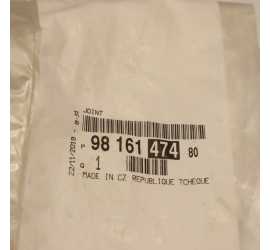 JOINT
P 98 161 474 80
Q 1
MADE IN CZ REPUBLIQUE TCHEQUE
22/11/2019 -